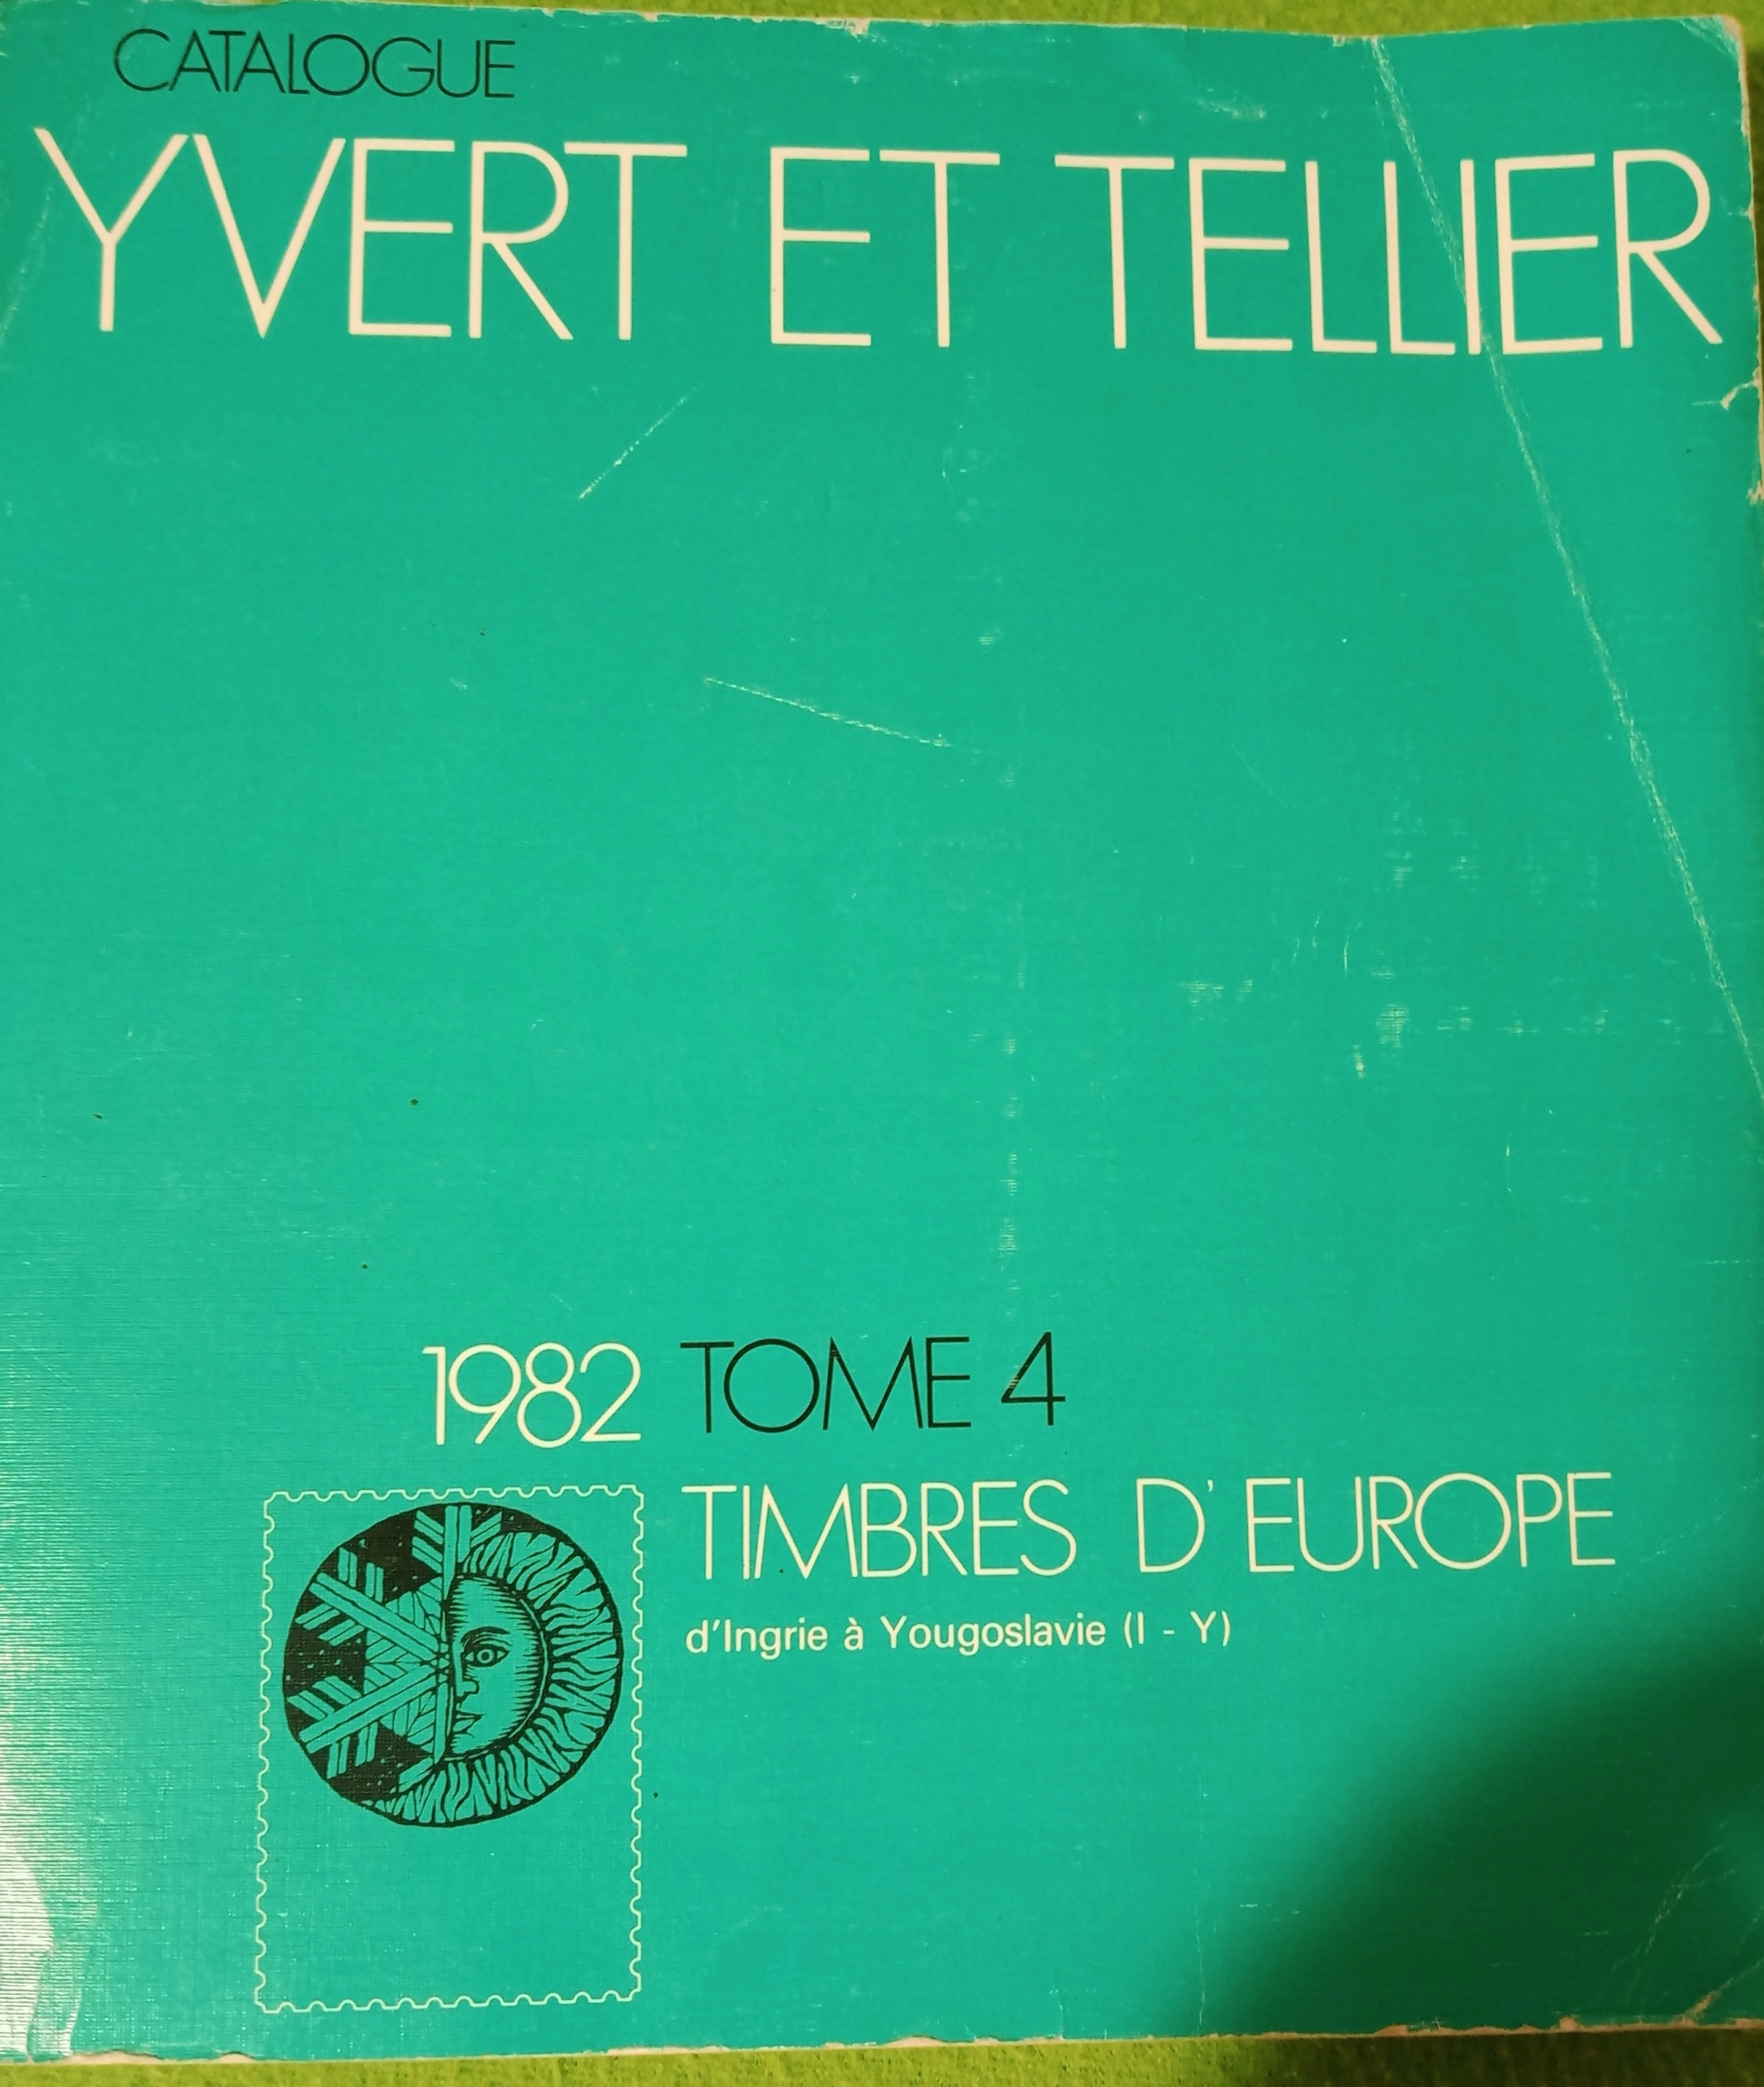 CATALOGUE
YVERT ET TELLIER
1982 TOME 4
TIMBRES D'EUROPE
d'Ingrie à Yougoslavie (I - Y)